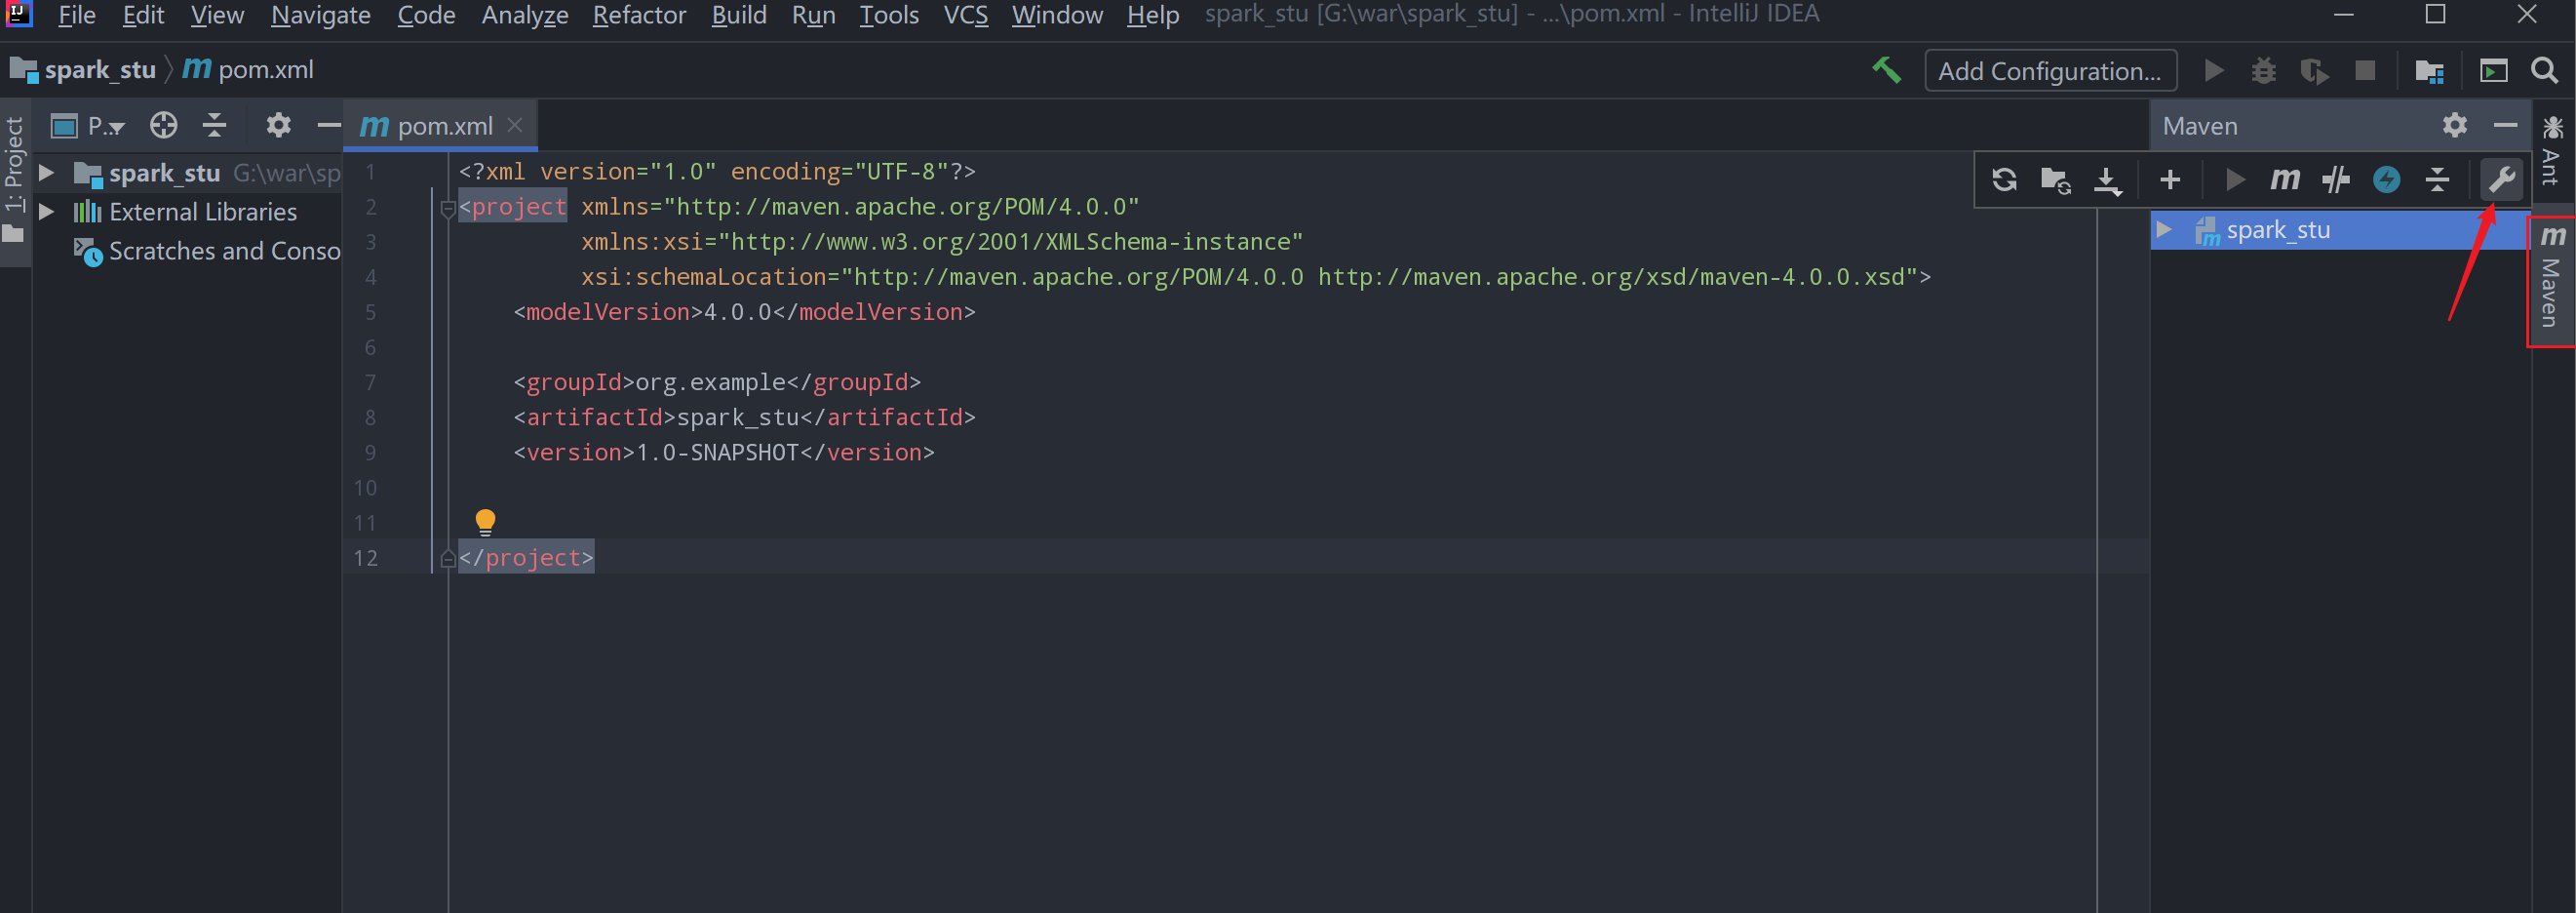 File Edit View Navigate Code Analyze Refactor Build Run Tools VCS Window Help spark_stu [G:\war\spark_stu] - ...\pom.xml - IntelliJ IDEA
spark_stu m pom.xml Add Configuration...
1: Project
P...
m pom.xml
Maven
Ant
spark_stu G:\war\sp
External Libraries
Scratches and Conso
1 <?xml version="1.0" encoding="UTF-8"?>
2 <project xmlns="http://maven.apache.org/POM/4.0.0"
3 xmlns:xsi="http://www.w3.org/2001/XMLSchema-instance"
4 xsi:schemaLocation="http://maven.apache.org/POM/4.0.0 http://maven.apache.org/xsd/maven-4.0.0.xsd">
5 <modelVersion>4.0.0</modelVersion>
6
7 <groupId>org.example</groupId>
8 <artifactId>spark_stu</artifactId>
9 <version>1.0-SNAPSHOT</version>
10
11
12 </project>
m
spark_stu
m Maven